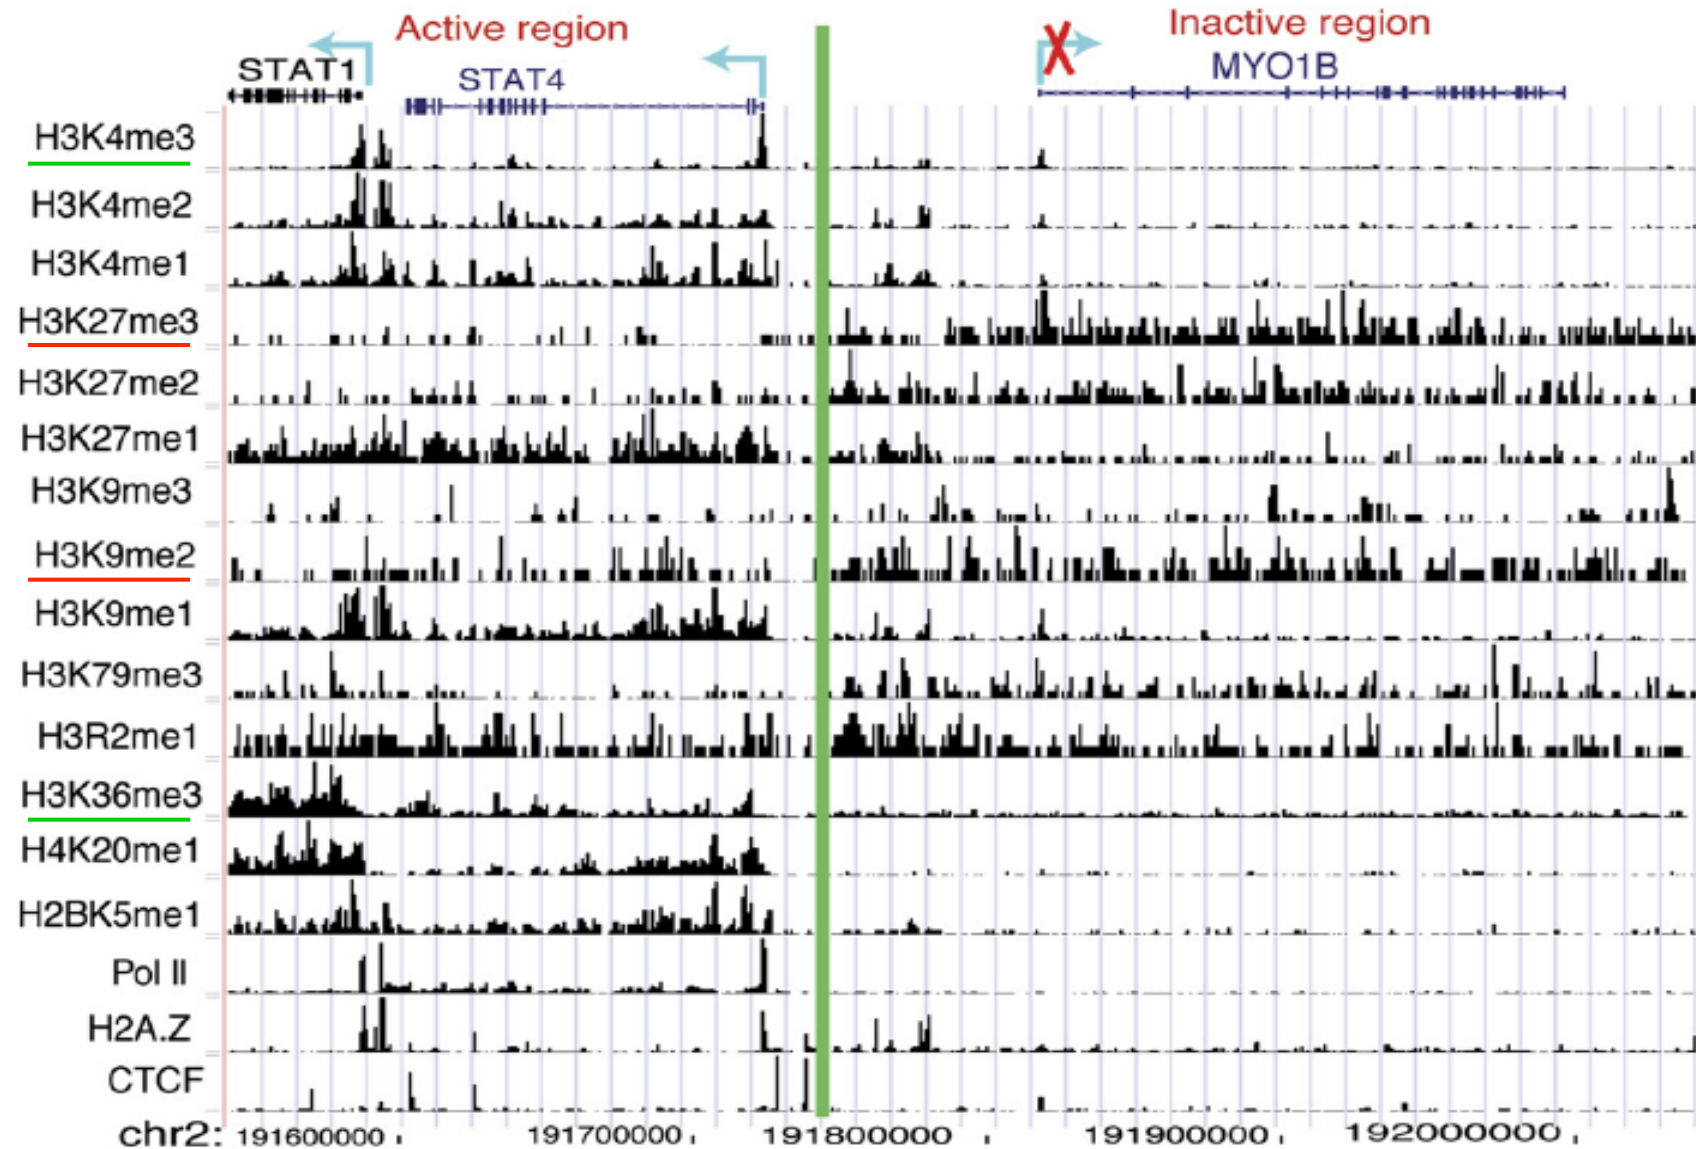 Active region
Inactive region
STAT1
STAT4
MYO1B
H3K4me3
H3K4me2
H3K4me1
H3K27me3
H3K27me2
H3K27me1
H3K9me3
H3K9me2
H3K9me1
H3K79me3
H3R2me1
H3K36me3
H4K20me1
H2BK5me1
Pol II
H2A.Z
CTCF
chr2: 191600000 191700000 191800000 191900000 192000000